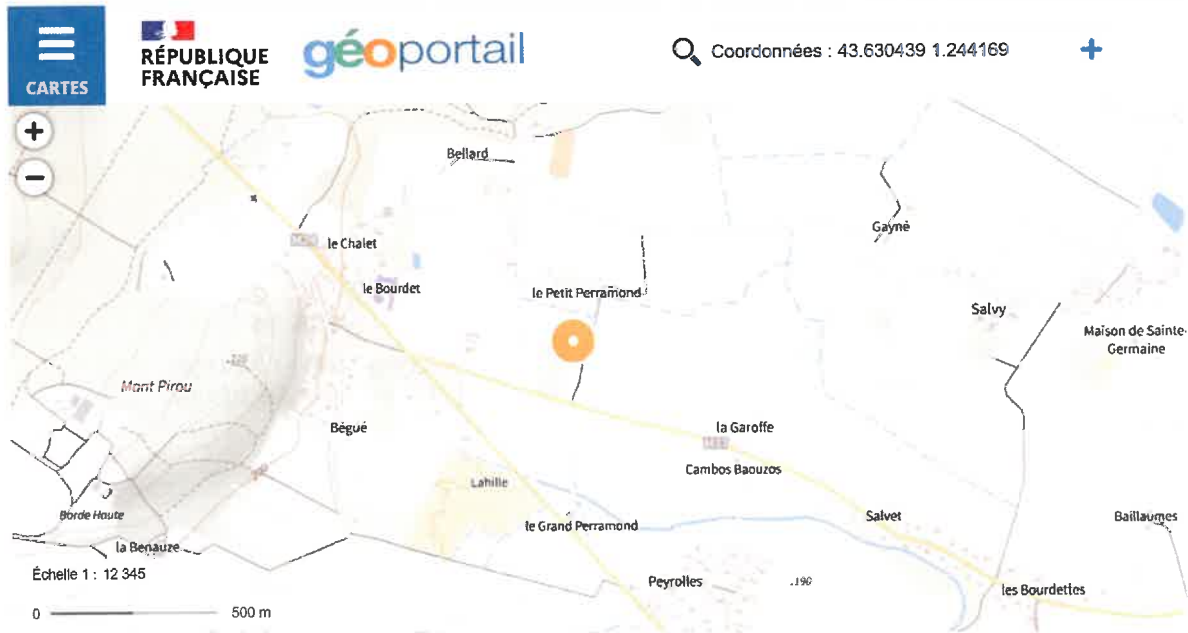 CARTES
RÉPUBLIQUE
FRANÇAISE
géoportail
Coordonnées : 43.630439 1.244169
Bellard
Gayné
le Chalet
le Bourdet
le Petit Perramond
Salvy
Maison de Sainte-
Germaine
Mont Pirou
Bégué
la Garoffe
Cambos Baouzos
Lahille
Borde Haute
le Grand Perramond
Salvet
Baillaumes
la Benauze
Échelle 1 : 12 345
Peyrolles
.190
les Bourdettes
0
500 m